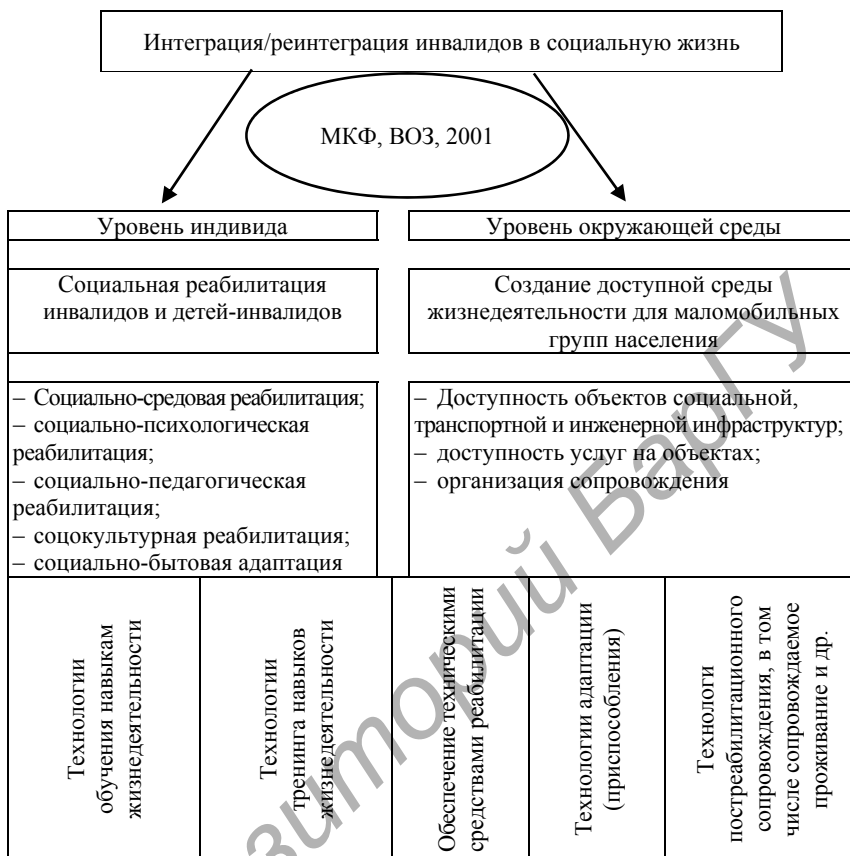 Интеграция/реинтеграция инвалидов в социальную жизнь
МКФ, ВОЗ, 2001
Уровень индивида
Уровень окружающей среды
Социальная реабилитация
инвалидов и детей-инвалидов
Создание доступной среды
жизнедеятельности для маломобильных
групп населения
– Социально-средовая реабилитация;
– социально-психологическая
реабилитация;
– социально-педагогическая
реабилитация;
– соцокультурная реабилитация;
– социально-бытовая адаптация
– Доступность объектов социальной,
транспортной и инженерной инфраструктур;
– доступность услуг на объектах;
– организация сопровождения
Технологии
обучения навыкам
жизнедеятельности
Технологии
тренинга навыков
жизнедеятельности
Обеспечение техническими
средствами реабилитации
Технологии адаптации
(приспособления)
Технологи
постреабилитационного
сопровождения, в том
числе сопровождаемое
проживание и др.
зиторий БарГУ